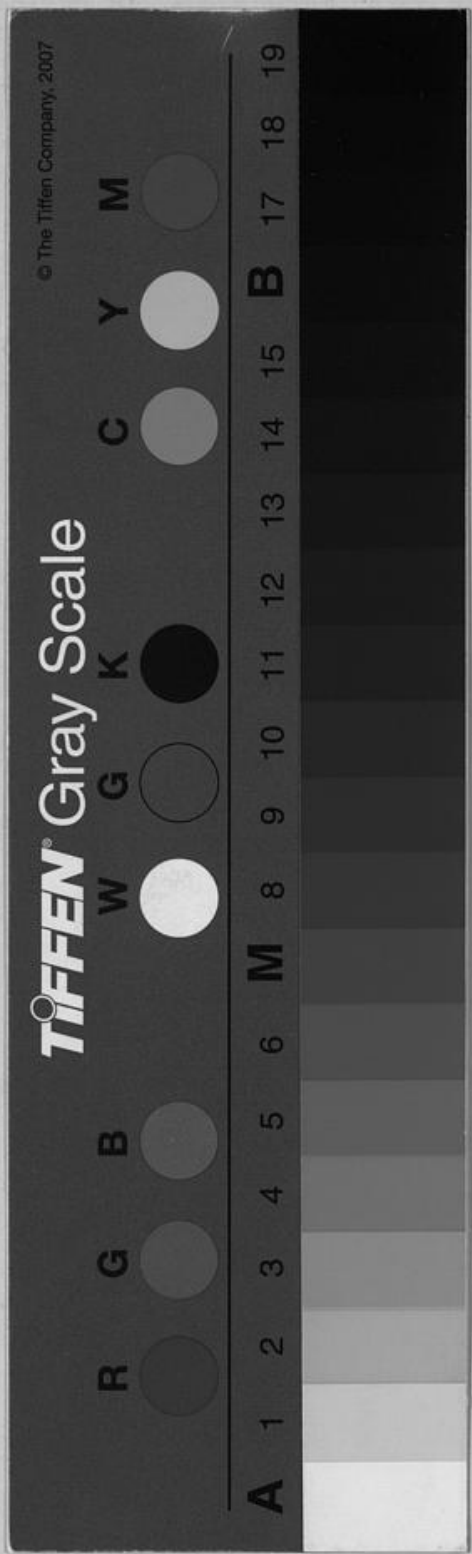 TIFFEN® Gray Scale
© The Tiffen Company, 2007
R G B W G K C Y M
A 1 2 3 4 5 6 M 8 9 10 11 12 13 14 15 B 17 18 19